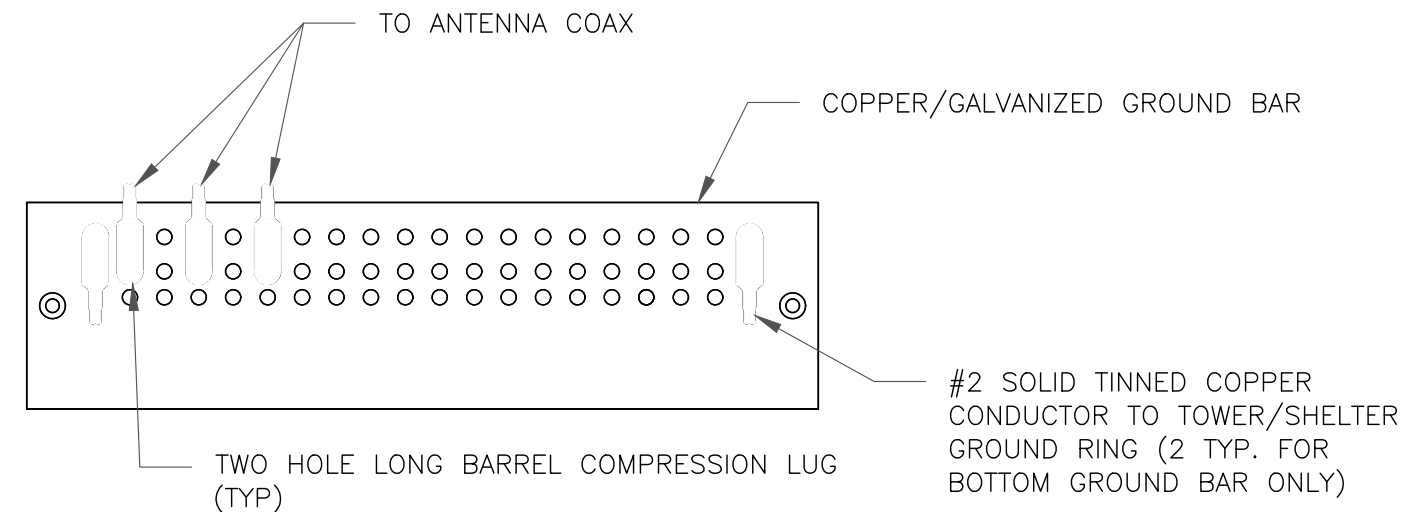 TO ANTENNA COAX
COPPER/GALVANIZED GROUND BAR
#2 SOLID TINNED COPPER
CONDUCTOR TO TOWER/SHELTER
GROUND RING (2 TYP. FOR
BOTTOM GROUND BAR ONLY)
TWO HOLE LONG BARREL COMPRESSION LUG
(TYP)